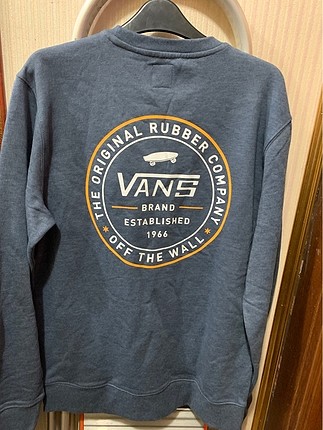 THE ORIGINAL RUBBER COMPANY
VANS
BRAND
ESTABLISHED
1966
OFF THE WALL